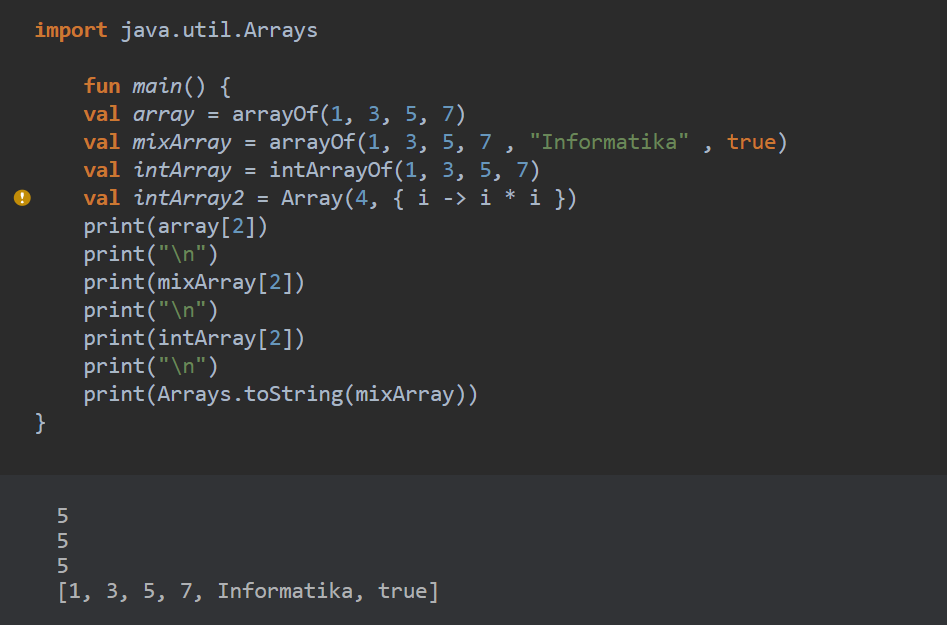 import java.util.Arrays
fun main() {
val array = arrayOf(1, 3, 5, 7)
val mixArray = arrayOf(1, 3, 5, 7 , "Informatika" , true)
val intArray = intArrayOf(1, 3, 5, 7)
val intArray2 = Array(4, { i -> i * i })
print(array[2])
print("\n")
print(mixArray[2])
print("\n")
print(intArray[2])
print("\n")
print(Arrays.toString(mixArray))
}
5
5
5
[1, 3, 5, 7, Informatika, true]